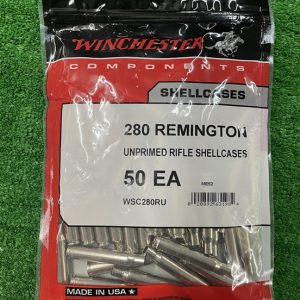 WINCHESTER
COMPONENTS
SHELLCASES
280 REMINGTON
UNPRIMED RIFLE SHELLCASES
50 EA
WSC280RU
MADE IN USA